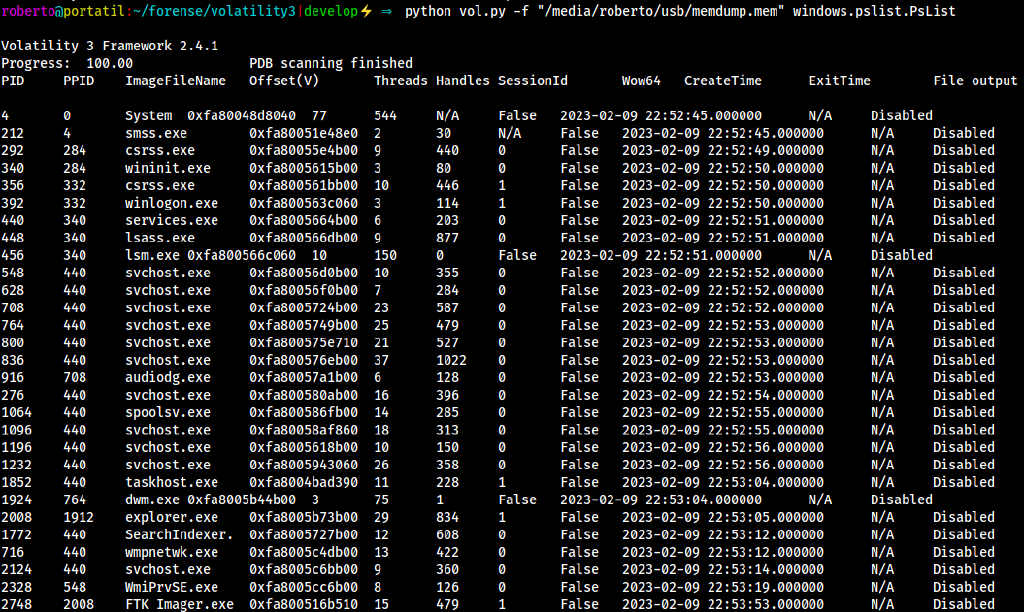 roberto@portatil:~/forense/volatility3|develop⚡ ⇒  python vol.py -f "/media/roberto/usb/memdump.mem" windows.pslist.PsList
Volatility 3 Framework 2.4.1
Progress:  100.00               PDB scanning finished
PID     PPID    ImageFileName   Offset(V)       Threads Handles SessionId       Wow64   CreateTime      ExitTime        File output
4       0       System  0xfa80048d8040  77      544     N/A     False   2023-02-09 22:52:45.000000      N/A     Disabled
212     4       smss.exe        0xfa80051e48e0  2       30      N/A     False   2023-02-09 22:52:45.000000      N/A     Disabled
292     284     csrss.exe       0xfa80055e4b00  9       440     0       False   2023-02-09 22:52:49.000000      N/A     Disabled
340     284     wininit.exe     0xfa8005615b00  3       80      0       False   2023-02-09 22:52:50.000000      N/A     Disabled
356     332     csrss.exe       0xfa800561bb00  10      446     1       False   2023-02-09 22:52:50.000000      N/A     Disabled
392     332     winlogon.exe    0xfa800563c060  3       114     1       False   2023-02-09 22:52:50.000000      N/A     Disabled
440     340     services.exe    0xfa8005664b00  6       203     0       False   2023-02-09 22:52:51.000000      N/A     Disabled
448     340     lsass.exe       0xfa800566db00  9       877     0       False   2023-02-09 22:52:51.000000      N/A     Disabled
456     340     lsm.exe 0xfa800566c060  10      150     0       False   2023-02-09 22:52:51.000000      N/A     Disabled
548     440     svchost.exe     0xfa80056d0b00  10      355     0       False   2023-02-09 22:52:52.000000      N/A     Disabled
628     440     svchost.exe     0xfa80056f0b00  7       284     0       False   2023-02-09 22:52:52.000000      N/A     Disabled
708     440     svchost.exe     0xfa8005724b00  23      587     0       False   2023-02-09 22:52:52.000000      N/A     Disabled
764     440     svchost.exe     0xfa8005749b00  25      479     0       False   2023-02-09 22:52:53.000000      N/A     Disabled
800     440     svchost.exe     0xfa800575e710  21      527     0       False   2023-02-09 22:52:53.000000      N/A     Disabled
836     440     svchost.exe     0xfa800576eb00  37      1022    0       False   2023-02-09 22:52:53.000000      N/A     Disabled
916     708     audiodg.exe     0xfa80057a1b00  6       128     0       False   2023-02-09 22:52:53.000000      N/A     Disabled
276     440     svchost.exe     0xfa800580ab00  16      396     0       False   2023-02-09 22:52:54.000000      N/A     Disabled
1064    440     spoolsv.exe     0xfa800586fb00  14      285     0       False   2023-02-09 22:52:55.000000      N/A     Disabled
1096    440     svchost.exe     0xfa80058af860  18      313     0       False   2023-02-09 22:52:55.000000      N/A     Disabled
1196    440     svchost.exe     0xfa8005618b00  10      150     0       False   2023-02-09 22:52:56.000000      N/A     Disabled
1232    440     svchost.exe     0xfa8005943060  26      358     0       False   2023-02-09 22:52:56.000000      N/A     Disabled
1852    440     taskhost.exe    0xfa8004bad390  11      228     1       False   2023-02-09 22:53:04.000000      N/A     Disabled
1924    764     dwm.exe 0xfa8005b44b00  3       75      1       False   2023-02-09 22:53:04.000000      N/A     Disabled
2008    1912    explorer.exe    0xfa8005b73b00  29      834     1       False   2023-02-09 22:53:05.000000      N/A     Disabled
1772    440     SearchIndexer.  0xfa8005727b00  12      608     0       False   2023-02-09 22:53:12.000000      N/A     Disabled
716     440     wmpnetwk.exe    0xfa8005c4db00  13      422     0       False   2023-02-09 22:53:12.000000      N/A     Disabled
2124    440     svchost.exe     0xfa8005c6bb00  9       360     0       False   2023-02-09 22:53:14.000000      N/A     Disabled
2328    548     WmiPrvSE.exe    0xfa8005cc6b00  8       126     0       False   2023-02-09 22:53:19.000000      N/A     Disabled
2748    2008    FTK Imager.exe  0xfa800516b510  15      479     1       False   2023-02-09 22:53:53.000000      N/A     Disabled